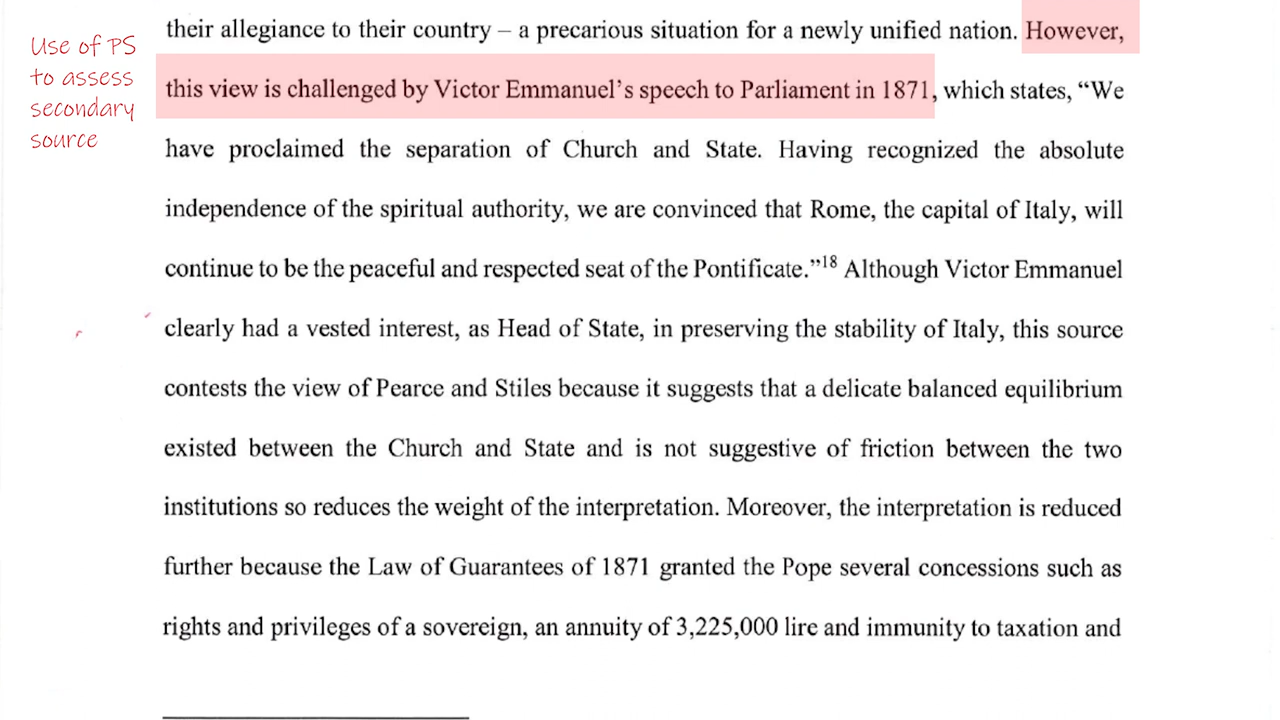 Use of PS
to assess
secondary
source
their allegiance to their country – a precarious situation for a newly unified nation. However,
this view is challenged by Victor Emmanuel’s speech to Parliament in 1871, which states, “We
have proclaimed the separation of Church and State. Having recognized the absolute
independence of the spiritual authority, we are convinced that Rome, the capital of Italy, will
continue to be the peaceful and respected seat of the Pontificate.”18 Although Victor Emmanuel
clearly had a vested interest, as Head of State, in preserving the stability of Italy, this source
contests the view of Pearce and Stiles because it suggests that a delicate balanced equilibrium
existed between the Church and State and is not suggestive of friction between the two
institutions so reduces the weight of the interpretation. Moreover, the interpretation is reduced
further because the Law of Guarantees of 1871 granted the Pope several concessions such as
rights and privileges of a sovereign, an annuity of 3,225,000 lire and immunity to taxation and